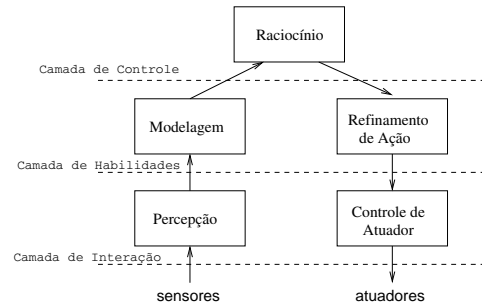 Raciocínio
Camada de Controle
Modelagem
Refinamento
de Ação
Camada de Habilidades
Percepção
Controle de
Atuador
Camada de Interação
sensores
atuadores